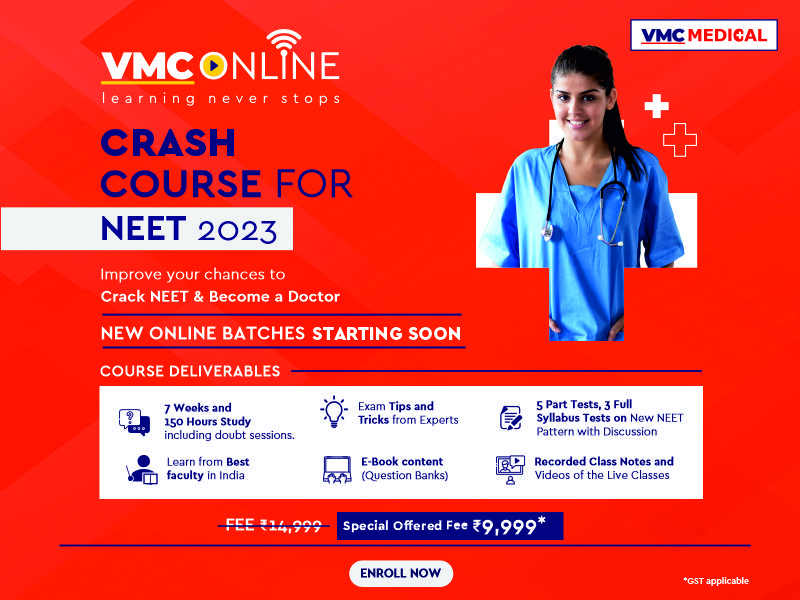 VMC ONLINE
learning never stops
VMC MEDICAL
CRASH
COURSE FOR
NEET 2023
Improve your chances to
Crack NEET & Become a Doctor
NEW ONLINE BATCHES STARTING SOON
COURSE DELIVERABLES
7 Weeks and
150 Hours Study
including doubt sessions.
Exam Tips and
Tricks from Experts
5 Part Tests, 3 Full
Syllabus Tests on New NEET
Pattern with Discussion
Learn from Best
faculty in India
E-Book content
(Question Banks)
Recorded Class Notes and
Videos of the Live Classes
FEE ₹14,999 Special Offered Fee ₹9,999*
ENROLL NOW
*GST applicable